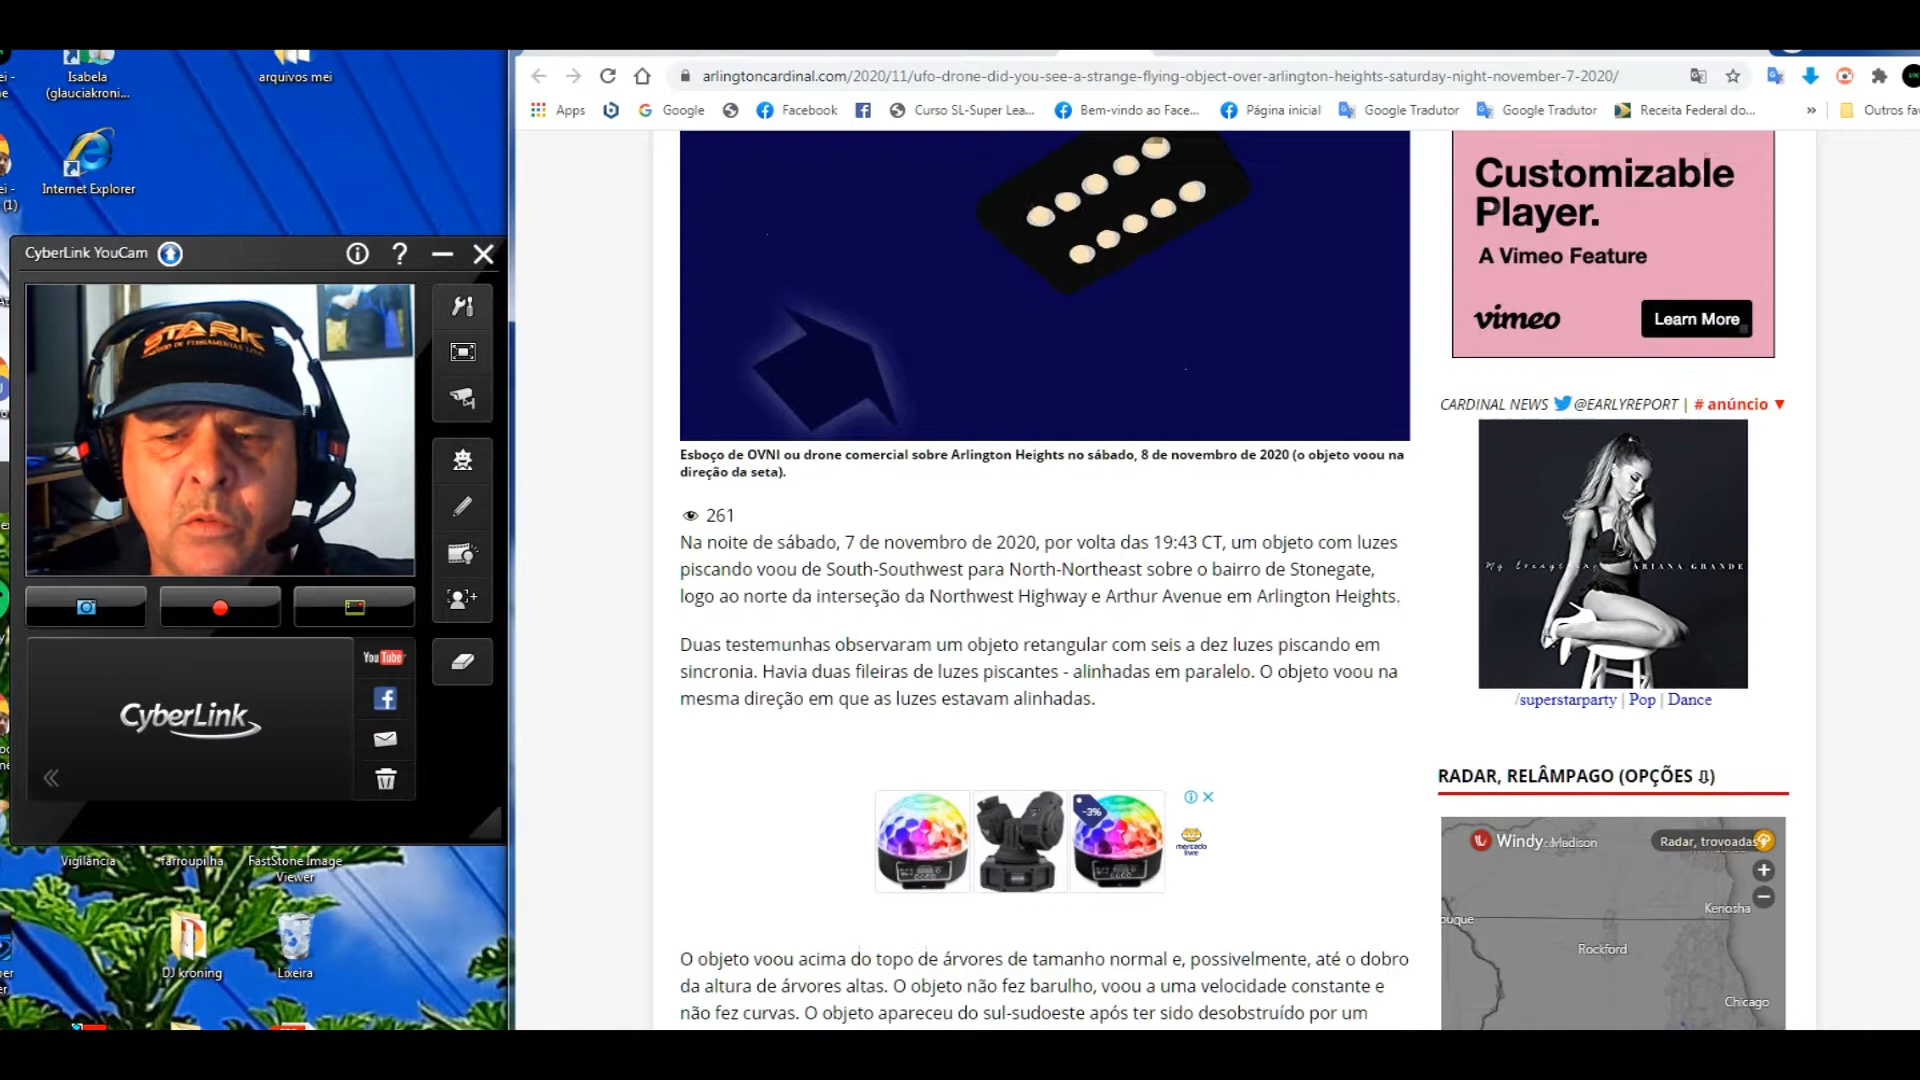 Isabela
(glauciakroni...
arquivos mei
Internet Explorer
(1)
CyberLink YouCam
?
STARK
You Tube
CyberLink
Vigilância
farroupilha
FastStone Image
Viewer
DJ kroning
Lixeira
arlingtoncardinal.com/2020/11/ufo-drone-did-you-see-a-strange-flying-object-over-arlington-heights-saturday-night-november-7-2020/
Apps
Google
Facebook
Curso SL-Super Lea...
Bem-vindo ao Face...
Página inicial
Google Tradutor
Google Tradutor
Receita Federal do...
»
Outros fav
Esboço de OVNI ou drone comercial sobre Arlington Heights no sábado, 8 de novembro de 2020 (o objeto voou na
direção da seta).
261
Na noite de sábado, 7 de novembro de 2020, por volta das 19:43 CT, um objeto com luzes
piscando voou de South-Southwest para North-Northeast sobre o bairro de Stonegate,
logo ao norte da interseção da Northwest Highway e Arthur Avenue em Arlington Heights.
Duas testemunhas observaram um objeto retangular com seis a dez luzes piscando em
sincronia. Havia duas fileiras de luzes piscantes - alinhadas em paralelo. O objeto voou na
mesma direção em que as luzes estavam alinhadas.
-3%
mercado
livre
O objeto voou acima do topo de árvores de tamanho normal e, possivelmente, até o dobro
da altura de árvores altas. O objeto não fez barulho, voou a uma velocidade constante e
não fez curvas. O objeto apareceu do sul-sudoeste após ter sido desobstruído por um
Customizable
Player.
A Vimeo Feature
vimeo
Learn More
CARDINAL NEWS @EARLYREPORT | # anúncio ▼
My Everything ARIANA GRANDE
/superstarparty | Pop | Dance
RADAR, RELÂMPAGO (OPÇÕES ⇩)
Windy
Madison
Radar, trovoadas
Kenosha
Rockford
Chicago